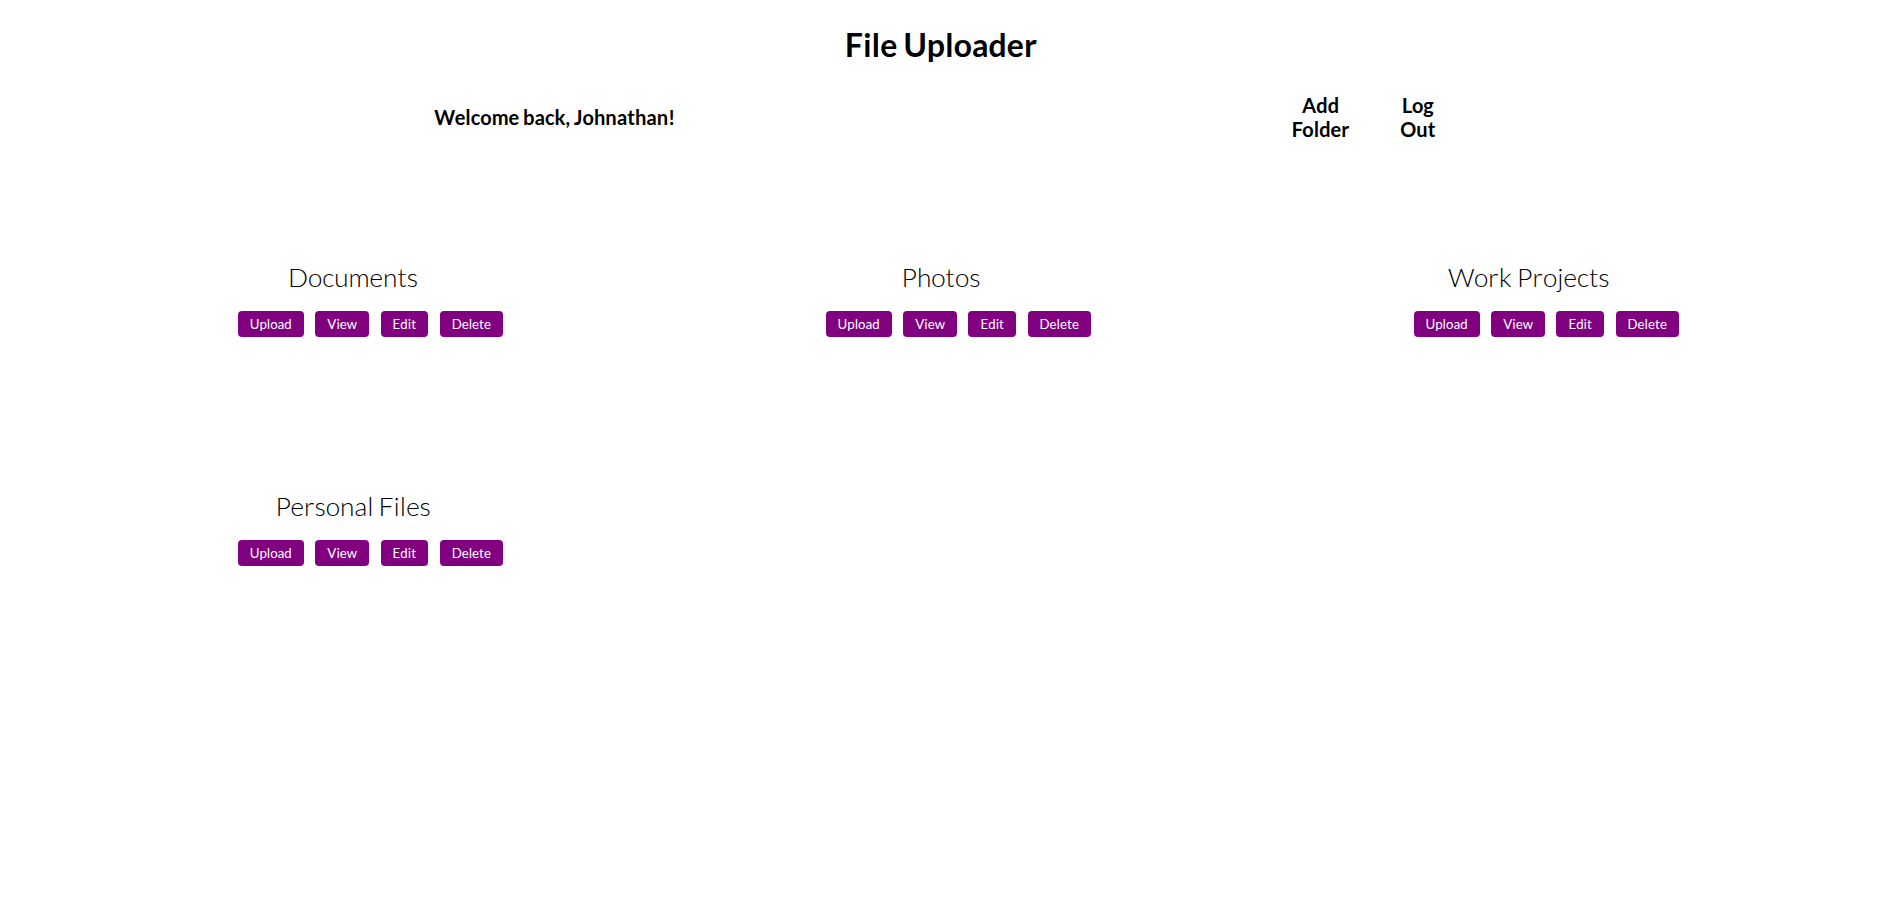 File Uploader
Welcome back, Johnathan!
Add
Folder
Log
Out
Documents
Upload View Edit Delete
Photos
Upload View Edit Delete
Work Projects
Upload View Edit Delete
Personal Files
Upload View Edit Delete